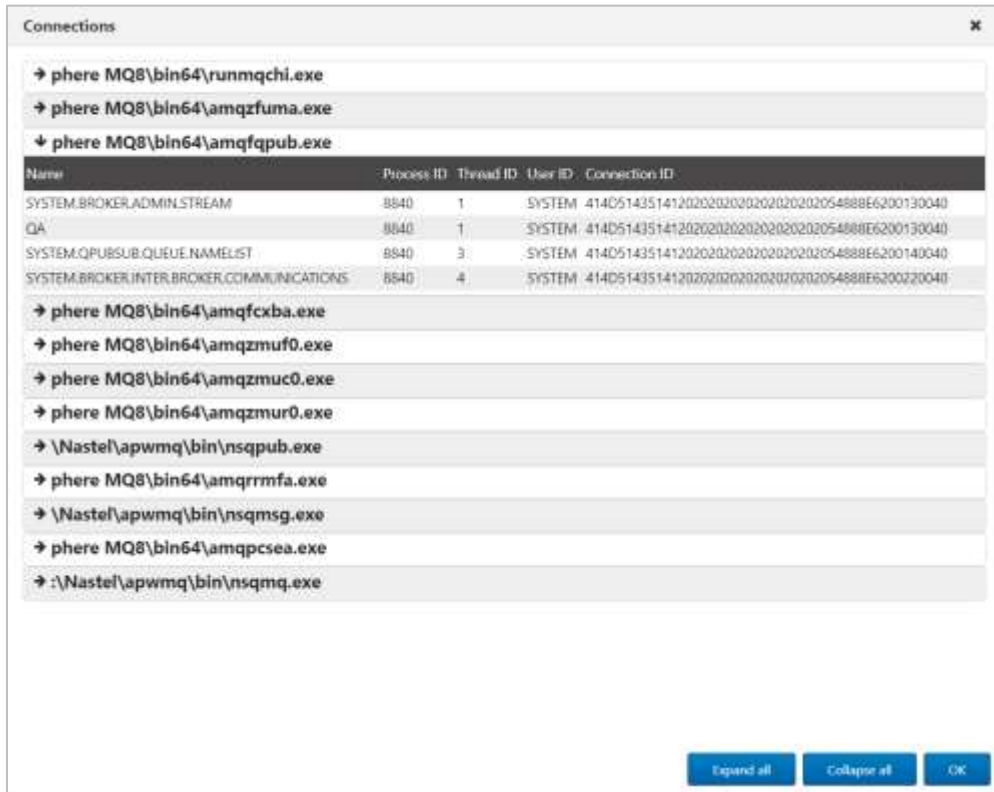 Connections ✖
→ phere MQ8\bin64\runmqchi.exe
→ phere MQ8\bin64\amqzfuma.exe
↓ phere MQ8\bin64\amqfqpub.exe
Name Process ID Thread ID User ID Connection ID
SYSTEM.BROKER.ADMIN.STREAM 8840 1 SYSTEM
QA 8840 1 SYSTEM
SYSTEM.QPUBSUB.QUEUE.NAMELIST 8840 3 SYSTEM
SYSTEM.BROKER.INTER.BROKER.COMMUNICATIONS 8840 4 SYSTEM
→ phere MQ8\bin64\amqfcxba.exe
→ phere MQ8\bin64\amqzmuf0.exe
→ phere MQ8\bin64\amqzmuc0.exe
→ phere MQ8\bin64\amqzmur0.exe
→ \Nastel\apwmq\bin\nsqpub.exe
→ phere MQ8\bin64\amqrrmfa.exe
→ \Nastel\apwmq\bin\nsqmsg.exe
→ phere MQ8\bin64\amqpcsea.exe
→ :\Nastel\apwmq\bin\nsqmq.exe
Expand all Collapse all OK